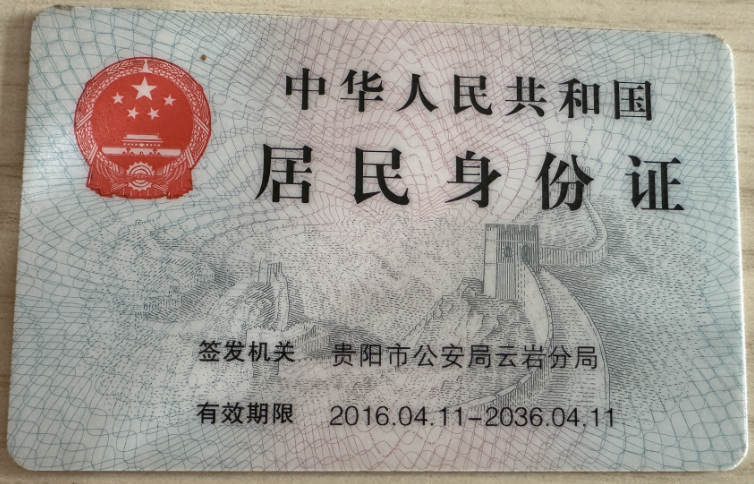 中华人民共和国
居民身份证
签发机关 贵阳市公安局云岩分局
有效期限 2016.04.11-2036.04.11